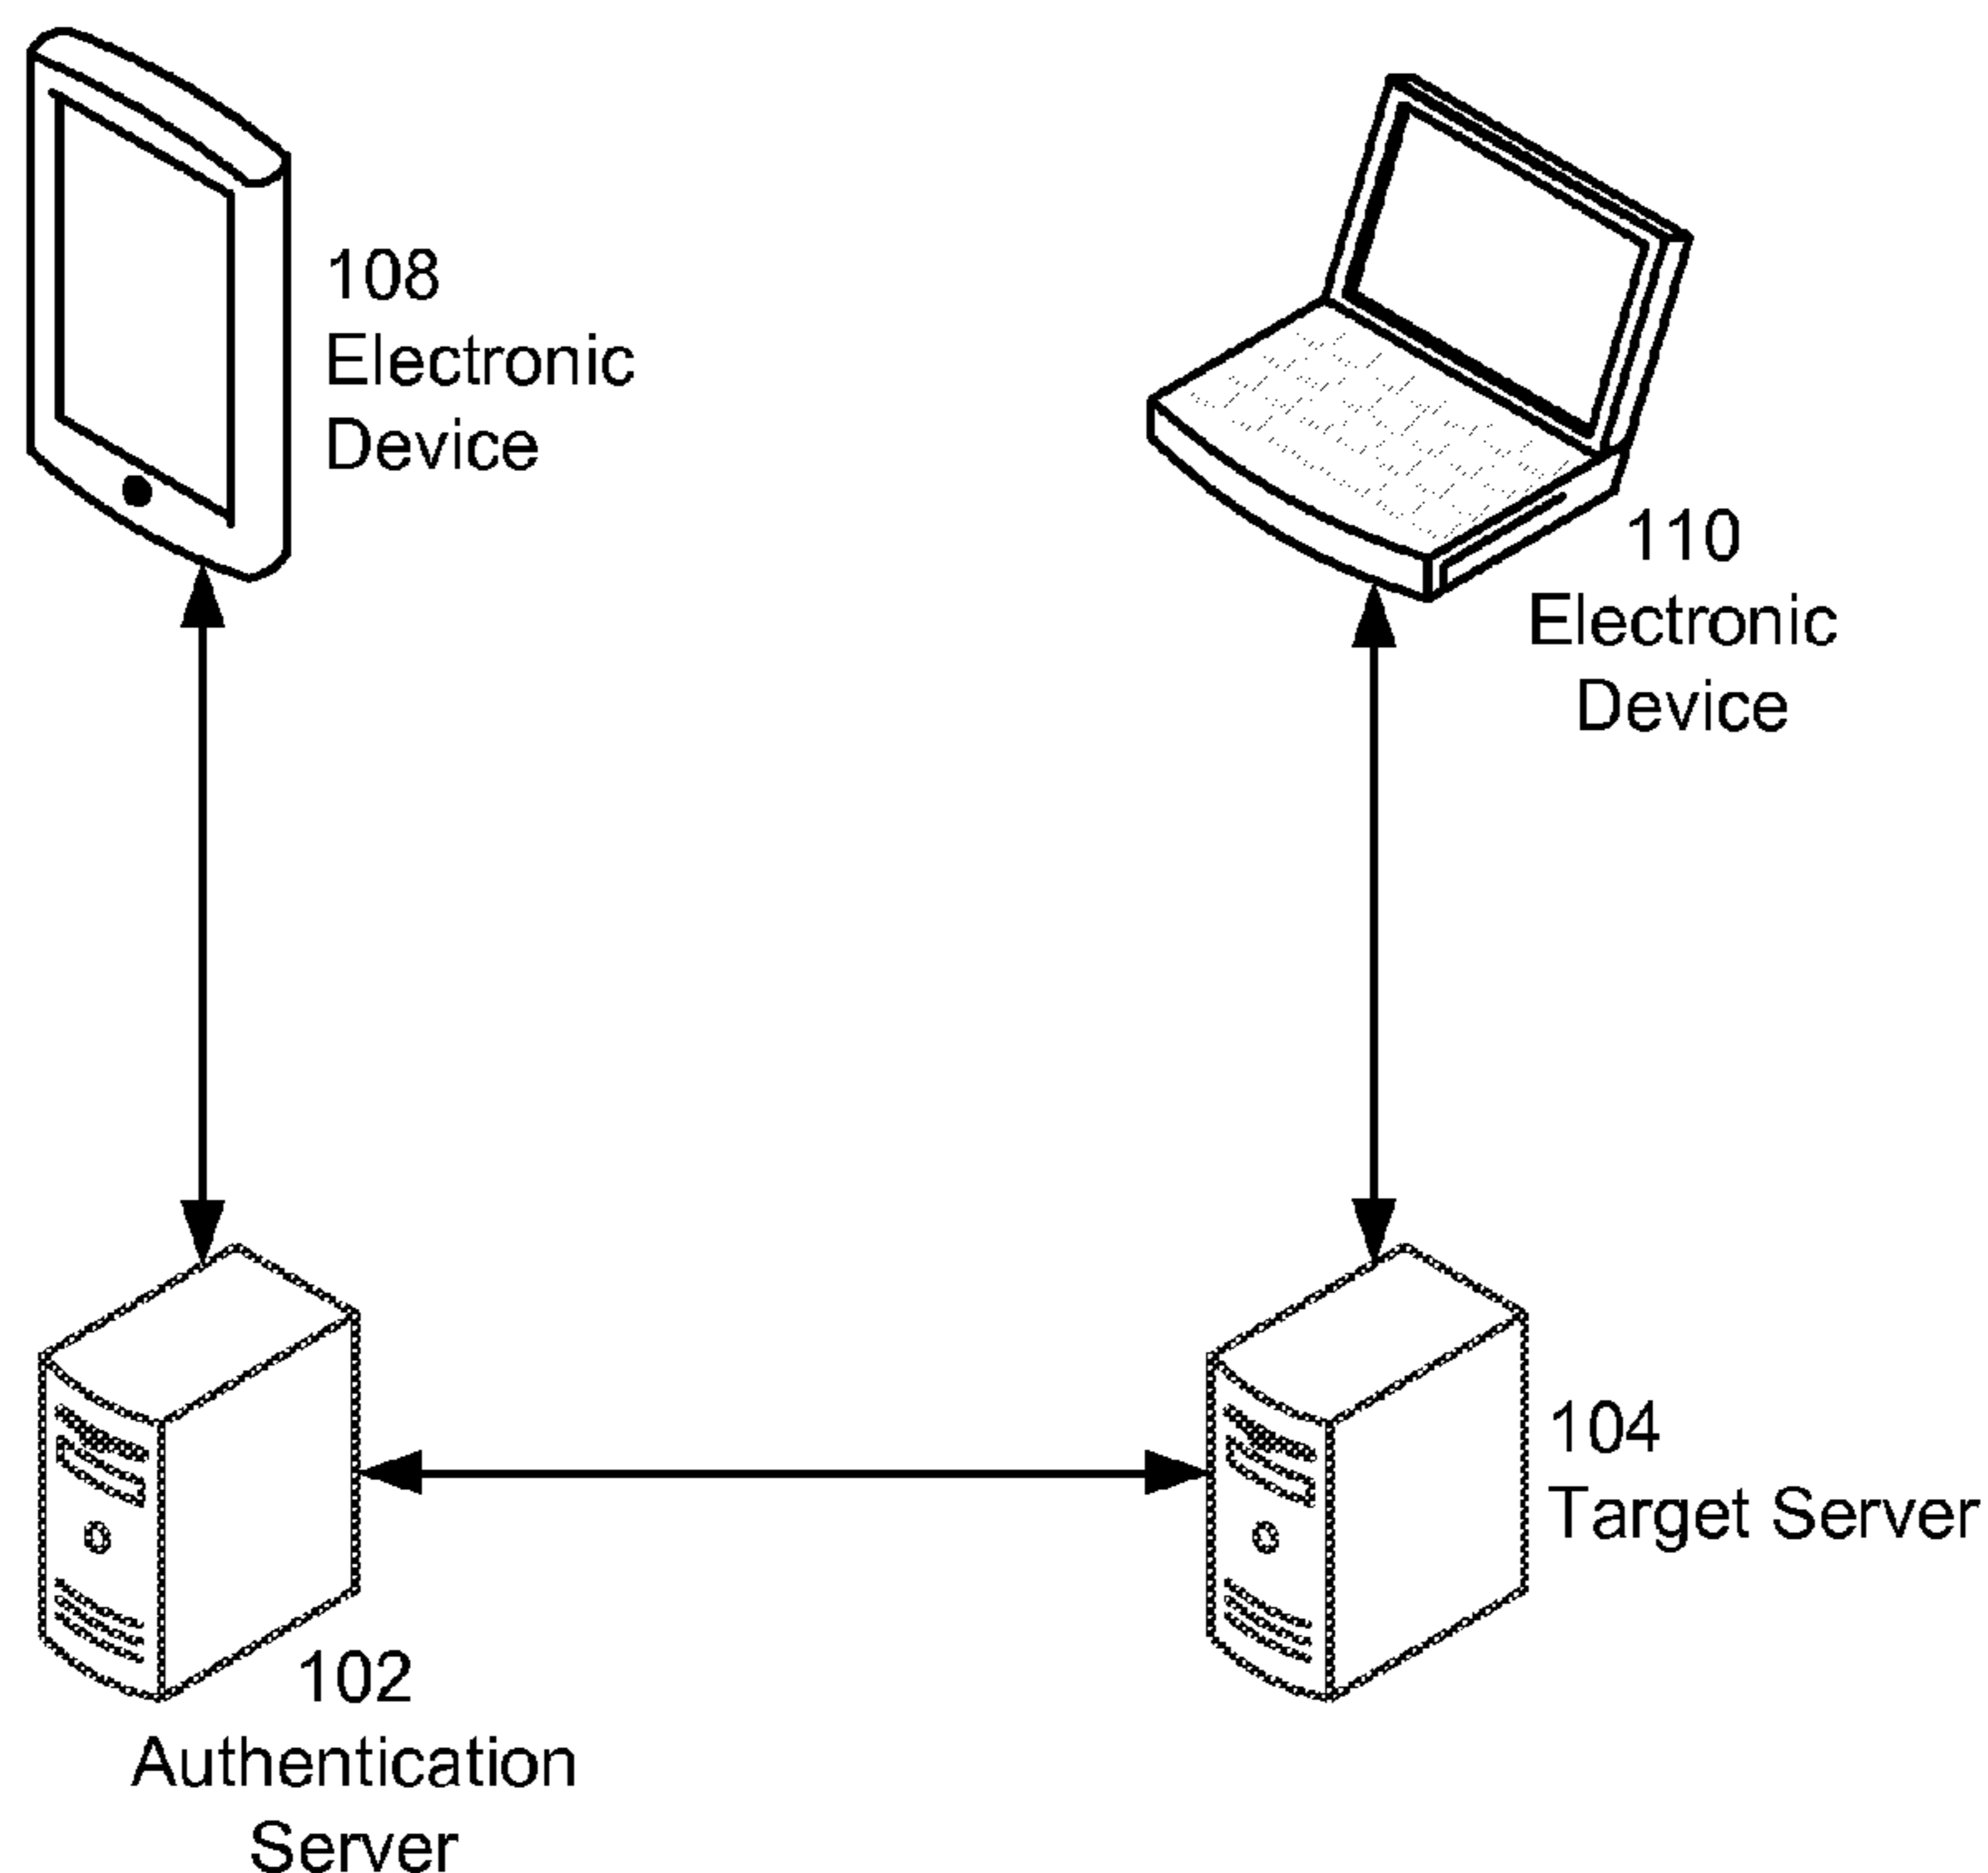 108
Electronic
Device
110
Electronic
Device
104
Target Server
102
Authentication
Server